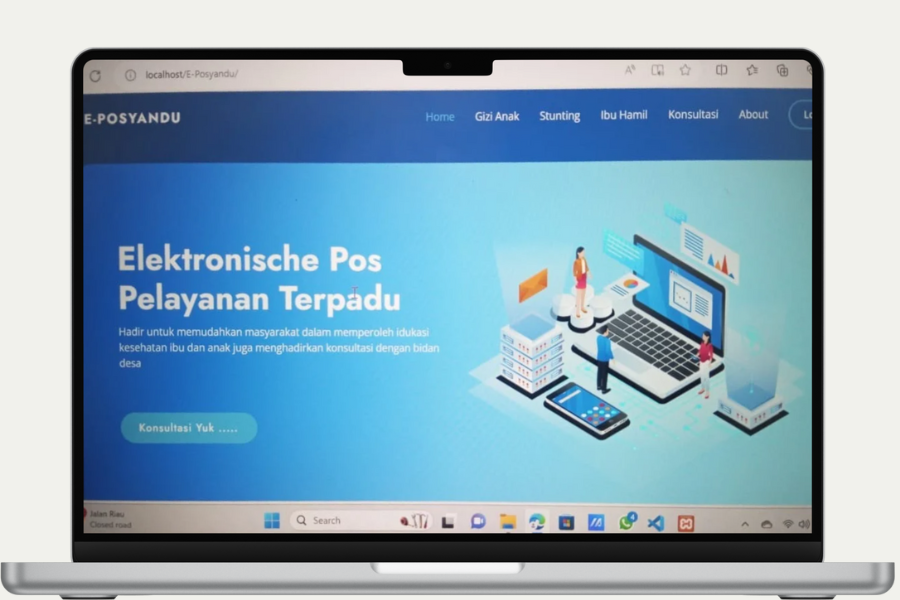 localhost/E-Posyandu/
E-POSYANDU
Home Gizi Anak Stunting Ibu Hamil Konsultasi About
Elektronische Pos
Pelayanan Terpadu
Hadir untuk memudahkan masyarakat dalam memperoleh idukasi
kesehatan ibu dan anak juga menghadirkan konsultasi dengan bidan
desa
Konsultasi Yuk .....
Jalan Riau
Closed road
Search
4